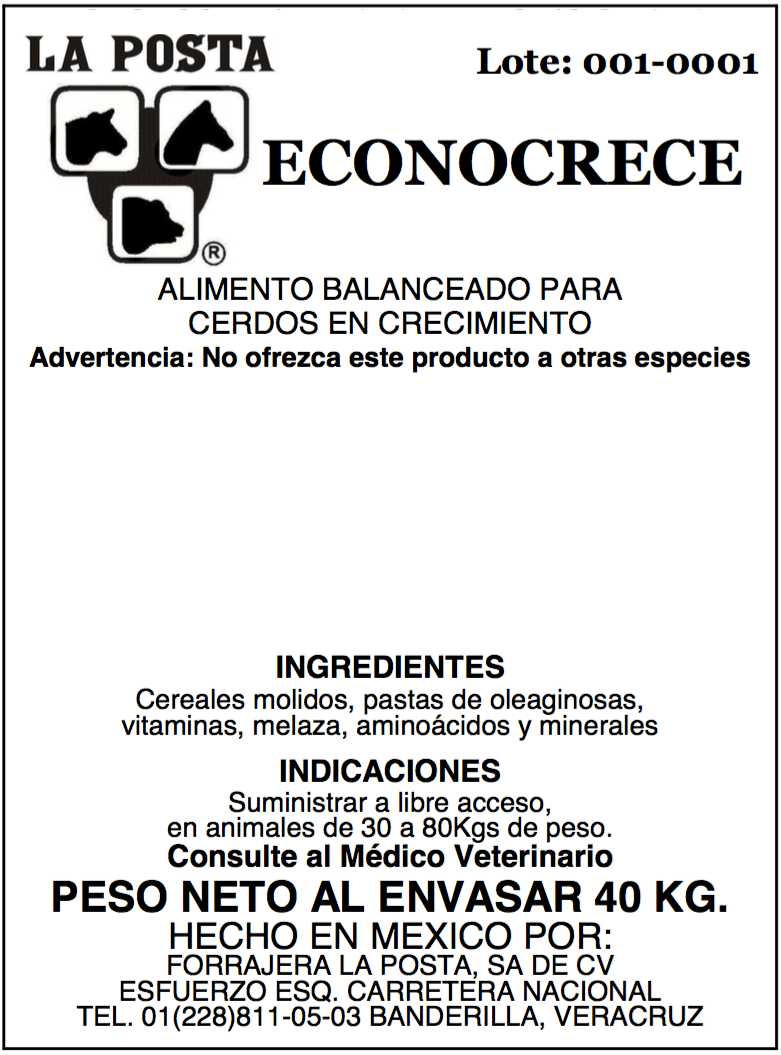 LA POSTA
Lote: 001-0001
ECONOCRECE
®
ALIMENTO BALANCEADO PARA
CERDOS EN CRECIMIENTO
Advertencia: No ofrezca este producto a otras especies
INGREDIENTES
Cereales molidos, pastas de oleaginosas,
vitaminas, melaza, aminoácidos y minerales
INDICACIONES
Suministrar a libre acceso,
en animales de 30 a 80Kgs de peso.
Consulte al Médico Veterinario
PESO NETO AL ENVASAR 40 KG.
HECHO EN MEXICO POR:
FORRAJERA LA POSTA, SA DE CV
ESFUERZO ESQ. CARRETERA NACIONAL
TEL. 01(228)811-05-03 BANDERILLA, VERACRUZ